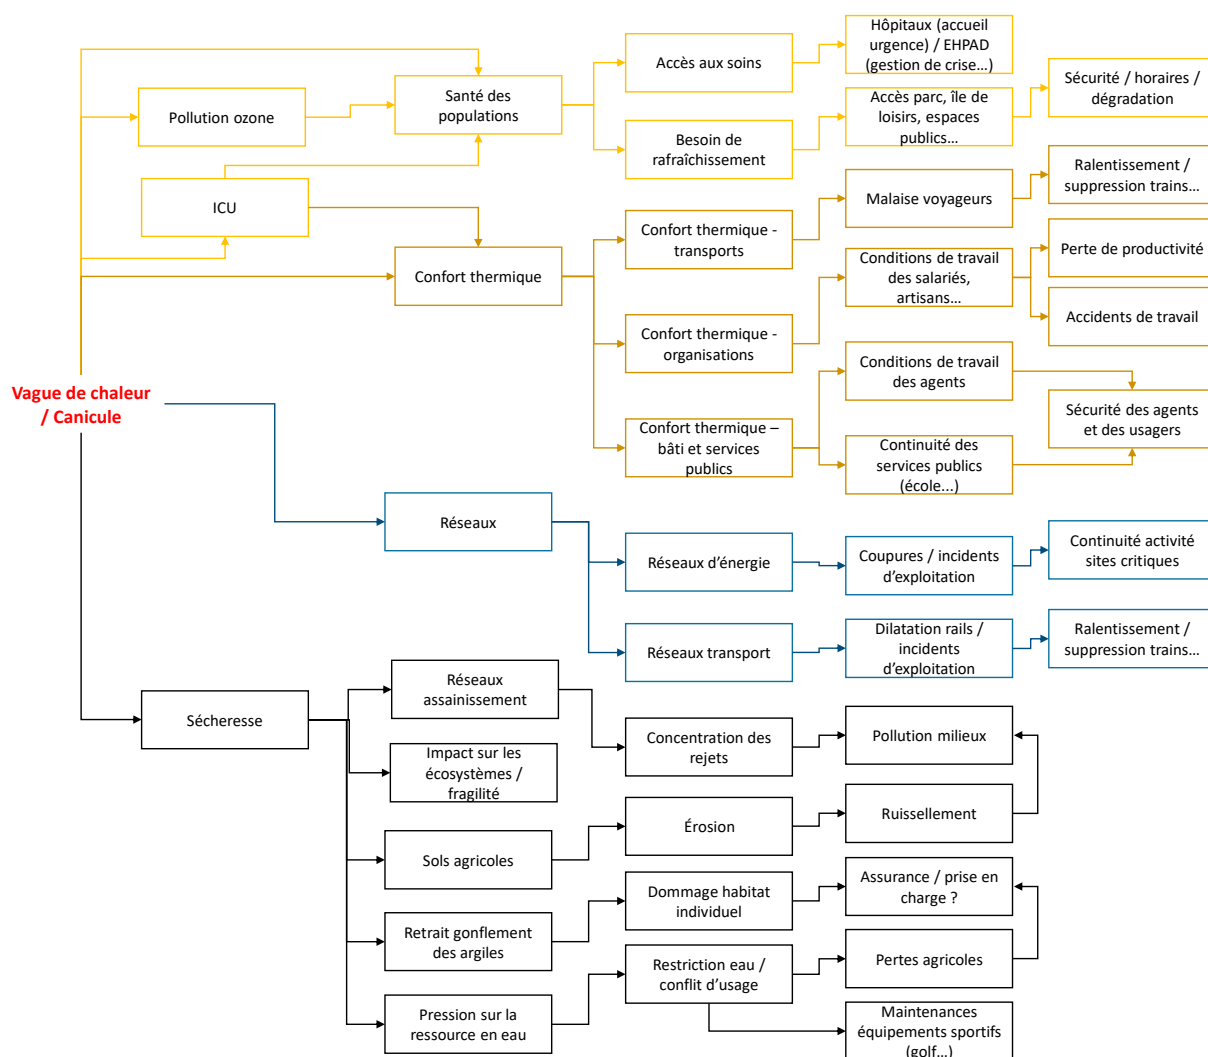 Hôpitaux (accueil
urgence) / EHPAD
(gestion de crise…)
Accès aux soins
Sécurité / horaires /
dégradation
Santé des
populations
Accès parc, île de
loisirs, espaces
publics…
Pollution ozone
Besoin de
rafraîchissement
Ralentissement /
suppression trains…
Malaise voyageurs
ICU
Confort thermique -
transports
Perte de productivité
Confort thermique
Conditions de travail
des salariés,
artisans…
Accidents de travail
Confort thermique -
organisations
Conditions de travail
des agents
Vague de chaleur
/ Canicule
Sécurité des agents
et des usagers
Confort thermique –
bâti et services
publics
Continuité des
services publics
(école...)
Réseaux
Continuité activité
sites critiques
Réseaux d’énergie
Coupures / incidents
d’exploitation
Réseaux transport
Dilatation rails /
incidents
d’exploitation
Ralentissement /
suppression trains…
Réseaux
assainissement
Sécheresse
Concentration des
rejets
Pollution milieux
Impact sur les
écosystèmes /
fragilité
Érosion
Ruissellement
Sols agricoles
Dommage habitat
individuel
Assurance / prise en
charge ?
Retrait gonflement
des argiles
Restriction eau /
conflit d’usage
Pertes agricoles
Pression sur la
ressource en eau
Maintenances
équipements sportifs
(golf…)